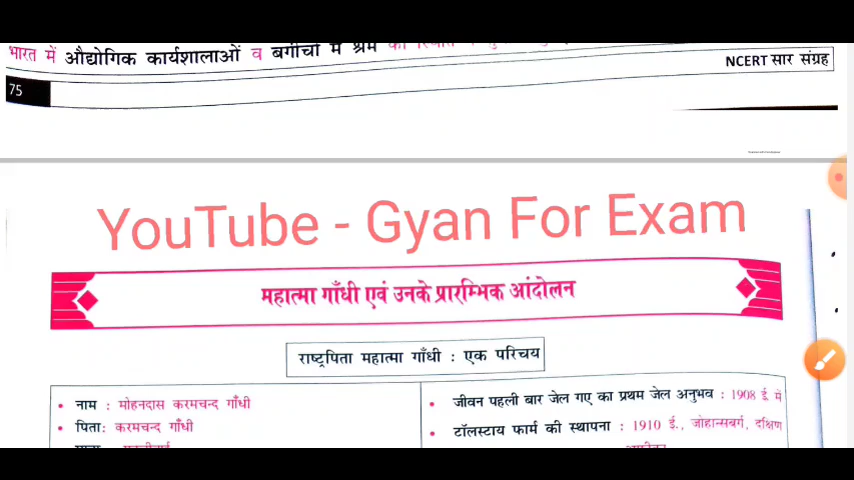 भारत में औद्योगिक कार्यशालाओं व बगीचों में श्रम की
NCERT सार संग्रह
75
YouTube - Gyan For Exam
महात्मा गाँधी एवं उनके प्रारम्भिक आंदोलन
राष्ट्रपिता महात्मा गाँधी : एक परिचय
• नाम : मोहनदास करमचन्द गाँधी
• पिता: करमचन्द गाँधी
• जीवन पहली बार जेल गए का प्रथम जेल अनुभव : 1908 ई. में
• टॉलस्टाय फार्म की स्थापना : 1910 ई., जोहान्सबर्ग, दक्षिण